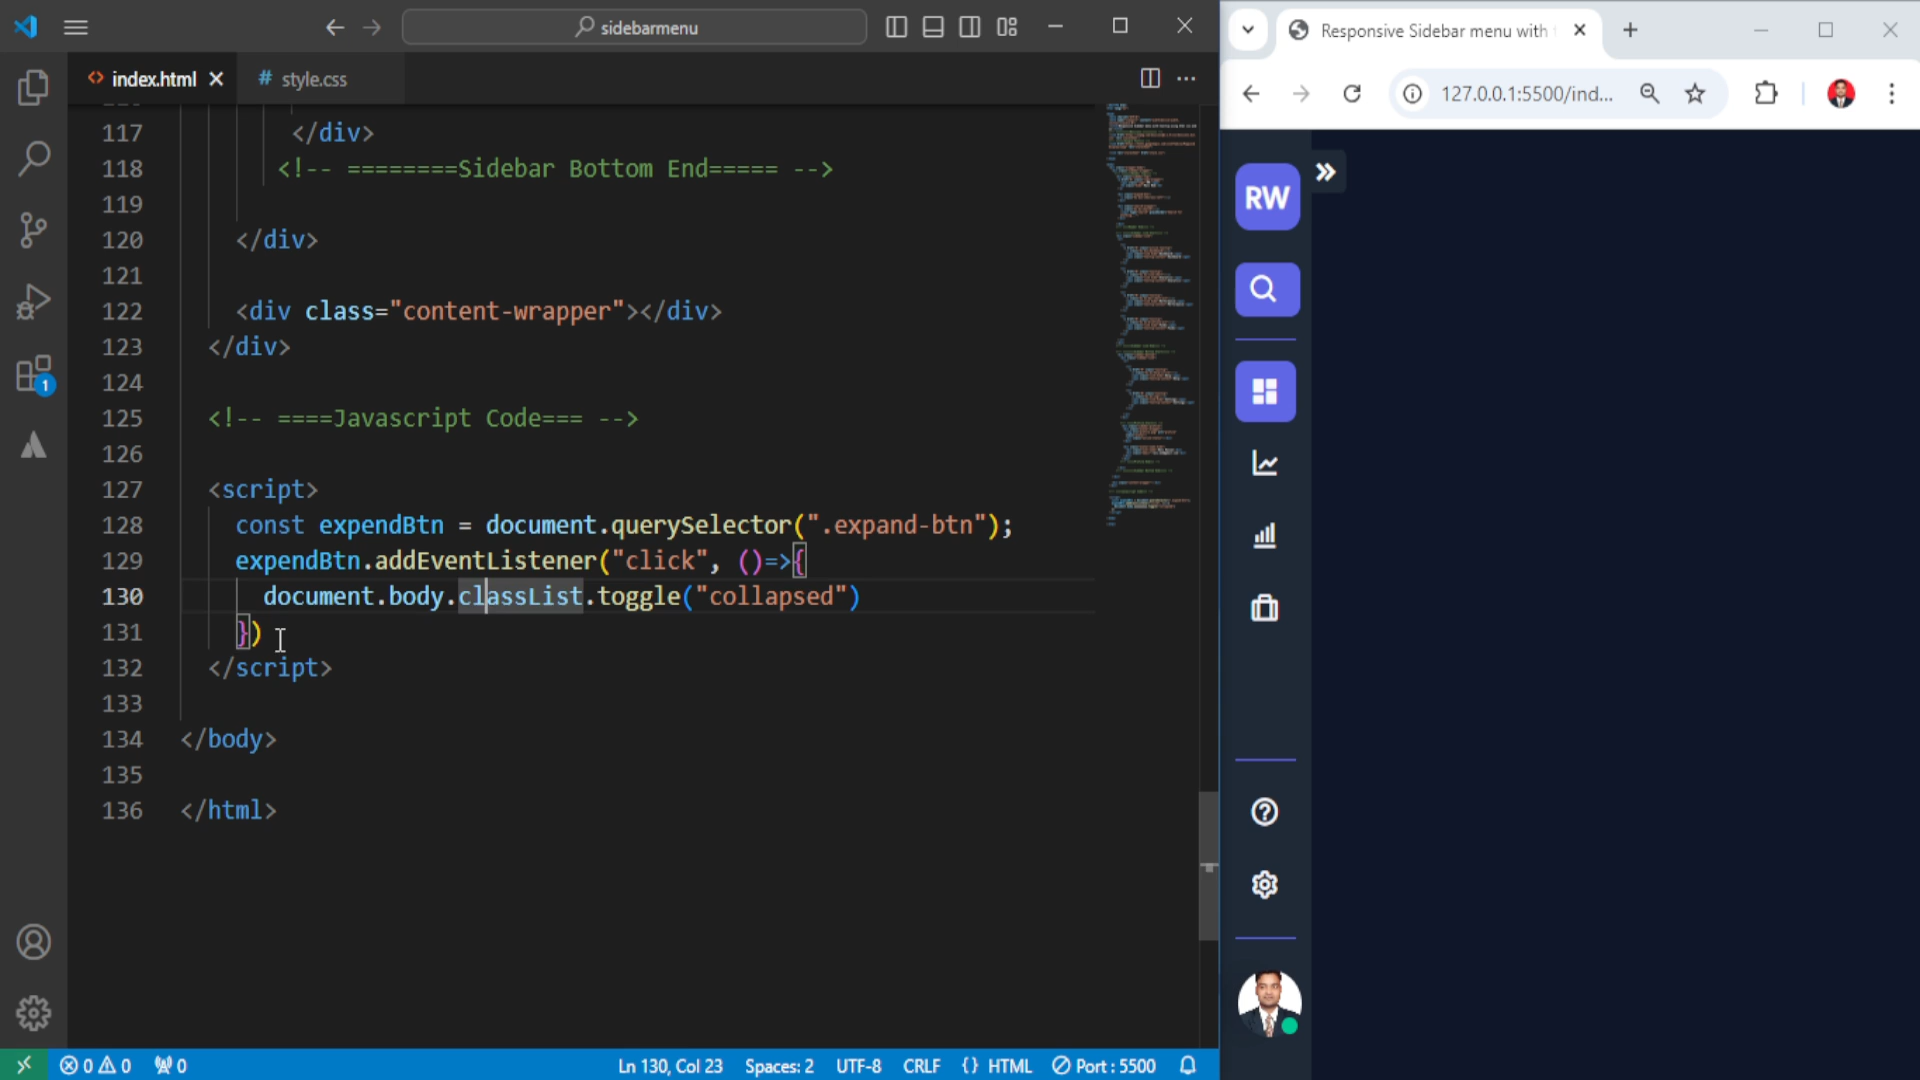 sidebarmenu
index.html
# style.css
117 </div>
118 <!-- ========Sidebar Bottom End===== -->
119
120 </div>
121
122 <div class="content-wrapper"></div>
123 </div>
124
125 <!-- ====Javascript Code=== -->
126
127 <script>
128 const expendBtn = document.querySelector(".expand-btn");
129 expendBtn.addEventListener("click", ()=>{
130 document.body.classList.toggle("collapsed")
131 })
132 </script>
133
134 </body>
135
136 </html>
1
0 0 0
Ln 130, Col 23 Spaces: 2 UTF-8 CRLF {} HTML Port : 5500
Responsive Sidebar menu with
127.0.0.1:5500/ind...
RW